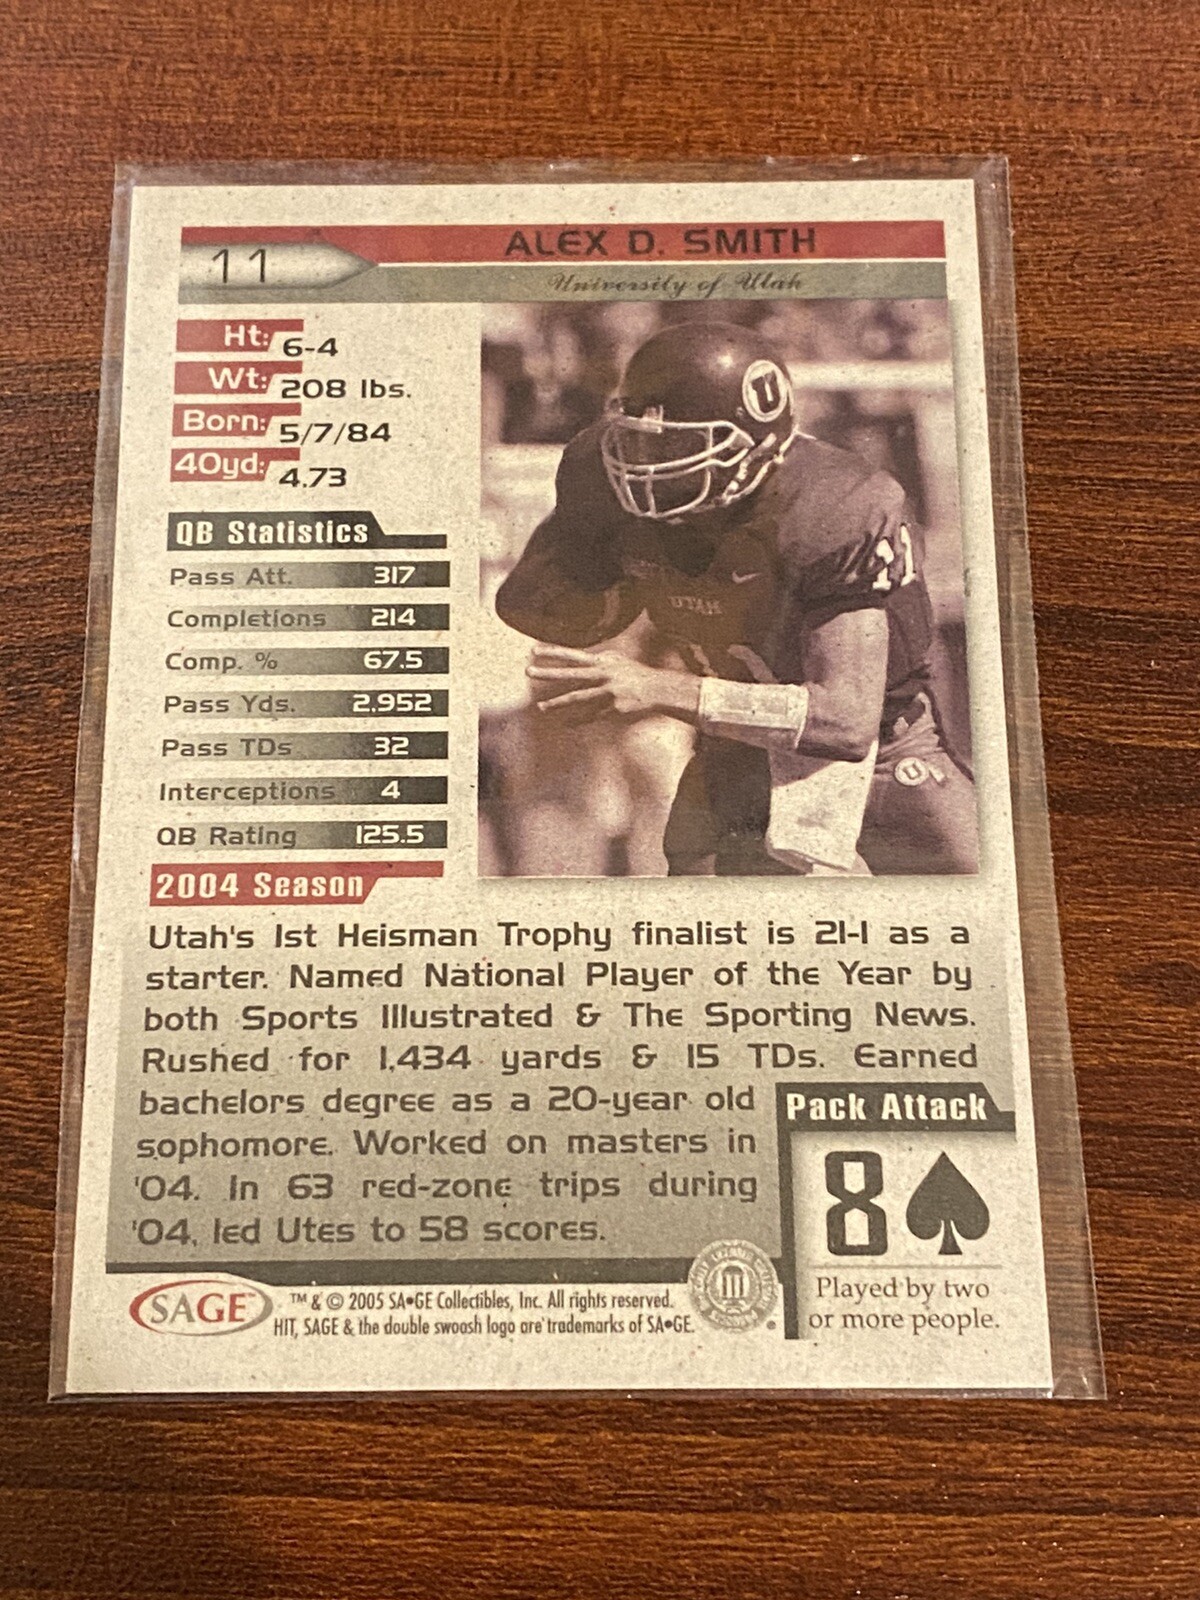 11
ALEX D. SMITH
University of Utah
Ht: 6-4
Wt: 208 lbs.
Born: 5/7/84
40yd: 4.73
QB Statistics
Pass Att. 317
Completions 214
Comp. % 67.5
Pass Yds. 2,952
Pass TDs 32
Interceptions 4
QB Rating 125.5
2004 Season
U
11
UTAH
U
Utah's 1st Heisman Trophy finalist is 21-1 as a
starter. Named National Player of the Year by
both Sports Illustrated & The Sporting News.
Rushed for 1,434 yards & 15 TDs. Earned
bachelors degree as a 20-year old
sophomore. Worked on masters in
'04. In 63 red-zone trips during
'04, led Utes to 58 scores.
Pack Attack
8
Played by two
or more people.
SAGE™
™ & © 2005 SA•GE Collectibles, Inc. All rights reserved.
HIT, SAGE & the double swoosh logo are trademarks of SA•GE.